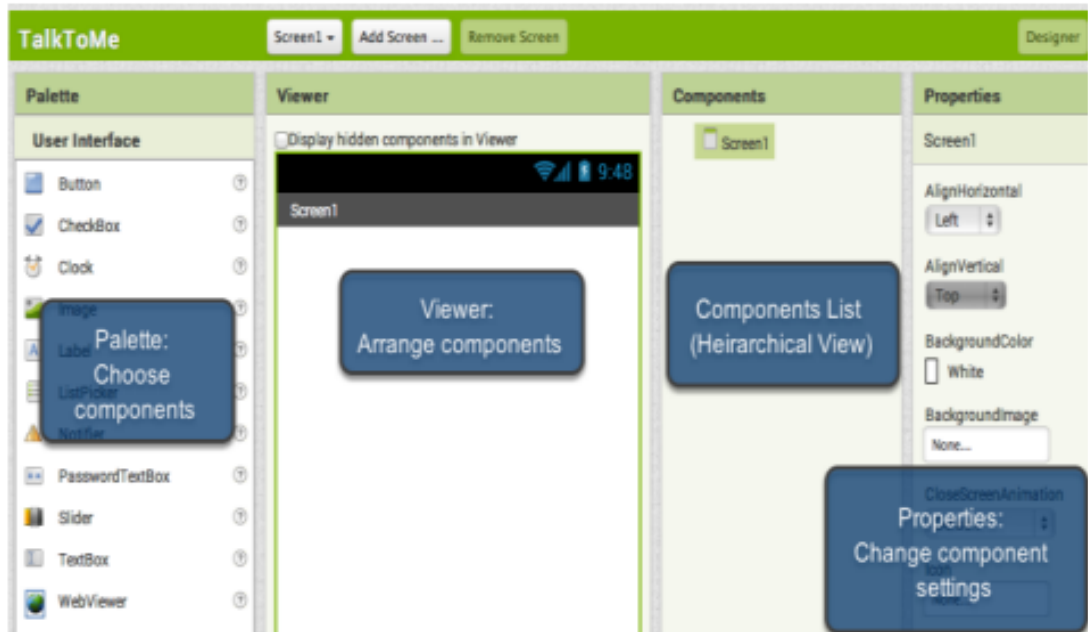 TalkToMe
Screen1
Add Screen ...
Remove Screen
Designer
Palette
User Interface
Button
CheckBox
Clock
Image
Label
ListPicker
Notifier
PasswordTextBox
Slider
TextBox
WebViewer
Palette:
Choose
components
Viewer
Display hidden components in Viewer
9:48
Screen1
Viewer:
Arrange components
Components
Screen1
Components List
(Heirarchical View)
Properties
Screen1
AlignHorizontal
Left
AlignVertical
Top
BackgroundColor
White
BackgroundImage
None...
CloseScreenAnimation
Icon
None...
Properties:
Change component
settings